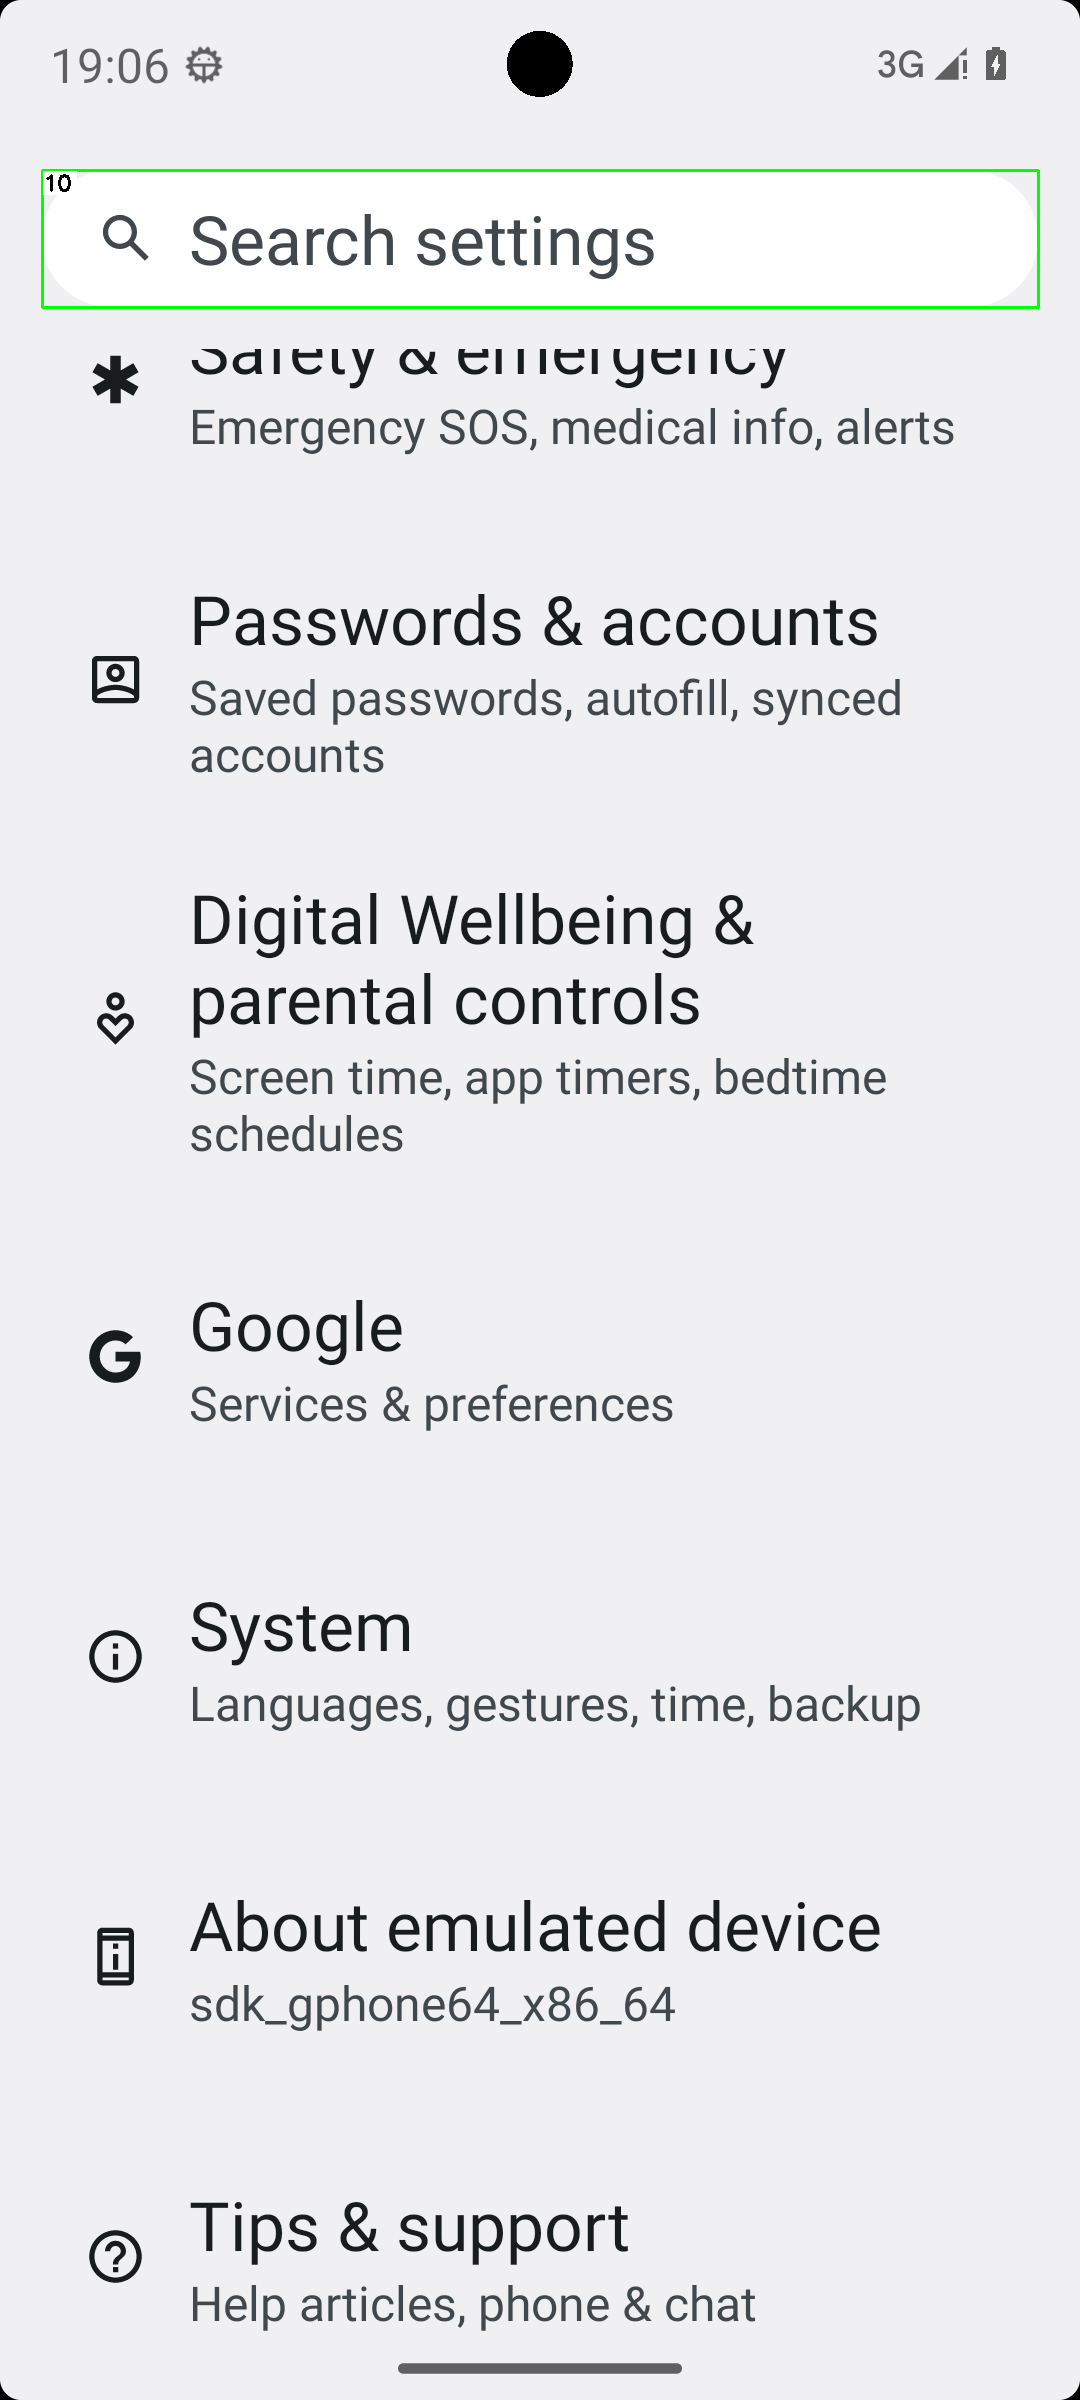 19:06
3G
10
Search settings
Safety & emergency
Emergency SOS, medical info, alerts
Passwords & accounts
Saved passwords, autofill, synced
accounts
Digital Wellbeing &
parental controls
Screen time, app timers, bedtime
schedules
Google
Services & preferences
System
Languages, gestures, time, backup
About emulated device
sdk_gphone64_x86_64
Tips & support
Help articles, phone & chat